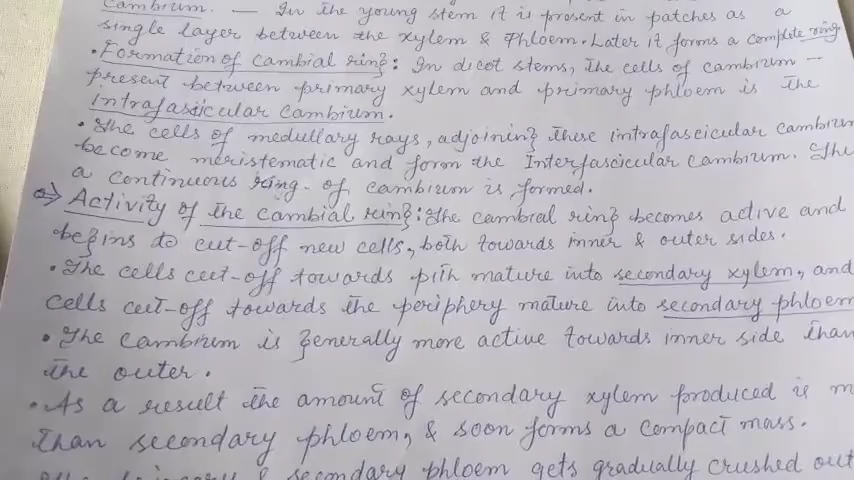 Cambium. — In the young stem it is present in patches as a
single layer between the xylem & Phloem. Later it forms a complete ring
• Formation of cambial ring: In dicot stems, the cells of cambium —
present between primary xylem and primary phloem is the
intrafascicular cambium.
• The cells of medullary rays, adjoining these intrafascicular cambium
become meristematic and form the Interfascicular cambium. The
a continuous ring of cambium is formed.
Activity of the cambial ring: The cambial ring becomes active and
begins to cut-off new cells, both towards inner & outer sides.
• The cells cut-off towards pith mature into secondary xylem, and
cells cut-off towards the periphery mature into secondary phloem
• The cambium is generally more active towards inner side than
the outer.
• As a result the amount of secondary xylem produced is m
than secondary phloem, & soon forms a compact mass.
& secondary phloem gets gradually crushed out